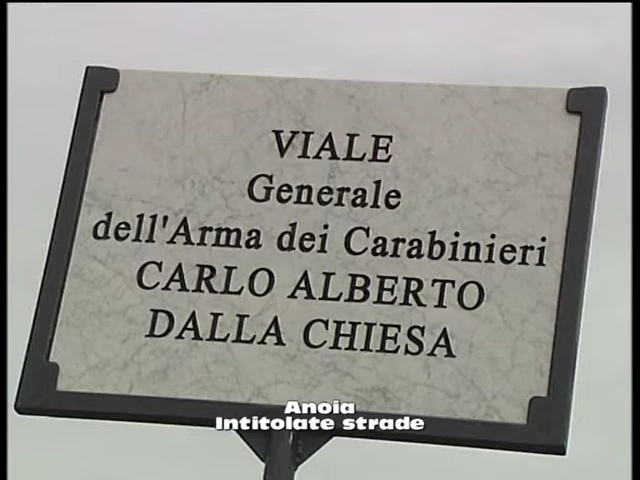 VIALE
Generale
dell'Arma dei Carabinieri
CARLO ALBERTO
DALLA CHIESA
Anoia
Intitolate strade